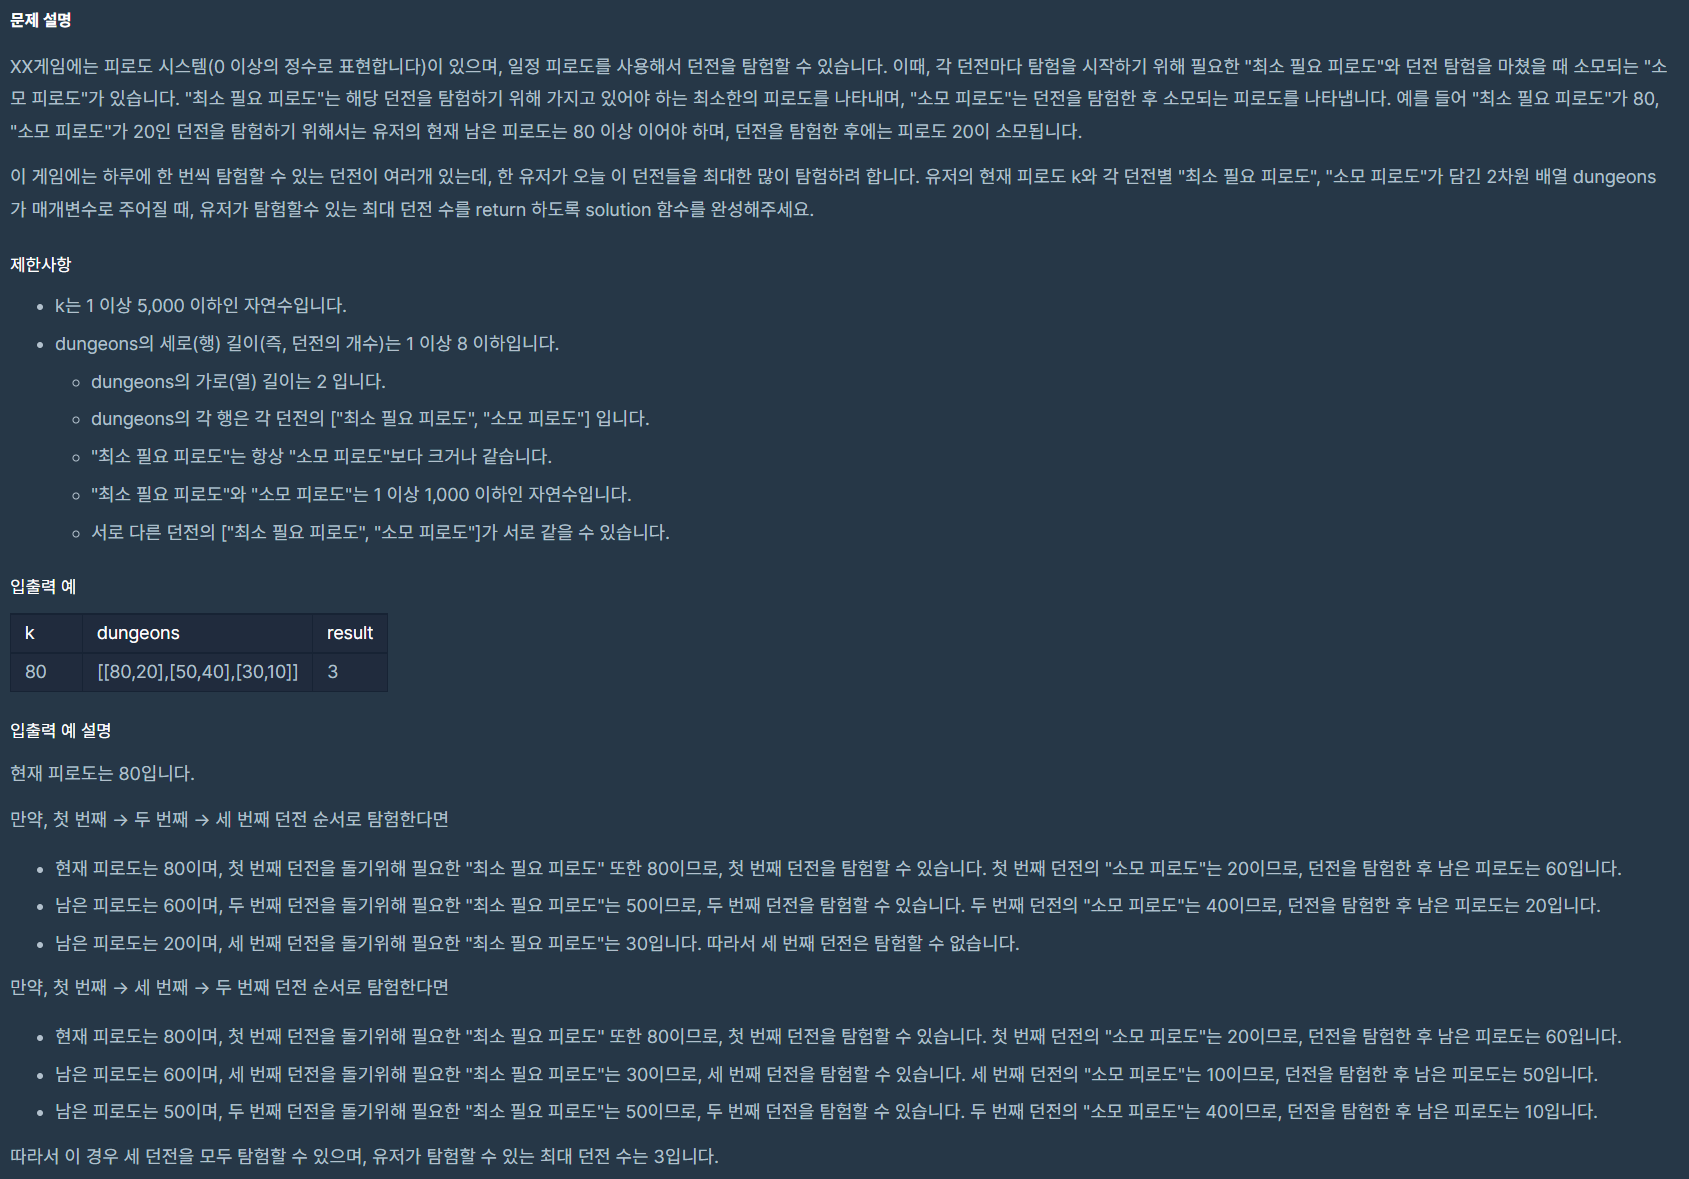 문제 설명
XX게임에는 피로도 시스템(0 이상의 정수로 표현합니다)이 있으며, 일정 피로도를 사용해서 던전을 탐험할 수 있습니다. 이때, 각 던전마다 탐험을 시작하기 위해 필요한 "최소 필요 피로도"와 던전 탐험을 마쳤을 때 소모되는 "소
모 피로도"가 있습니다. "최소 필요 피로도"는 해당 던전을 탐험하기 위해 가지고 있어야 하는 최소한의 피로도를 나타내며, "소모 피로도"는 던전을 탐험한 후 소모되는 피로도를 나타냅니다. 예를 들어 "최소 필요 피로도"가 80,
"소모 피로도"가 20인 던전을 탐험하기 위해서는 유저의 현재 남은 피로도는 80 이상 이어야 하며, 던전을 탐험한 후에는 피로도 20이 소모됩니다.
이 게임에는 하루에 한 번씩 탐험할 수 있는 던전이 여러개 있는데, 한 유저가 오늘 이 던전들을 최대한 많이 탐험하려 합니다. 유저의 현재 피로도 k와 각 던전별 "최소 필요 피로도", "소모 피로도"가 담긴 2차원 배열 dungeons
가 매개변수로 주어질 때, 유저가 탐험할수 있는 최대 던전 수를 return 하도록 solution 함수를 완성해주세요.
제한사항
• k는 1 이상 5,000 이하인 자연수입니다.
• dungeons의 세로(행) 길이(즉, 던전의 개수)는 1 이상 8 이하입니다.
◦ dungeons의 가로(열) 길이는 2 입니다.
◦ dungeons의 각 행은 각 던전의 ["최소 필요 피로도", "소모 피로도"] 입니다.
◦ "최소 필요 피로도"는 항상 "소모 피로도"보다 크거나 같습니다.
◦ "최소 필요 피로도"와 "소모 피로도"는 1 이상 1,000 이하인 자연수입니다.
◦ 서로 다른 던전의 ["최소 필요 피로도", "소모 피로도"]가 서로 같을 수 있습니다.
입출력 예
k dungeons result
80 [[80,20],[50,40],[30,10]] 3
입출력 예 설명
현재 피로도는 80입니다.
만약, 첫 번째 → 두 번째 → 세 번째 던전 순서로 탐험한다면
• 현재 피로도는 80이며, 첫 번째 던전을 돌기위해 필요한 "최소 필요 피로도" 또한 80이므로, 첫 번째 던전을 탐험할 수 있습니다. 첫 번째 던전의 "소모 피로도"는 20이므로, 던전을 탐험한 후 남은 피로도는 60입니다.
• 남은 피로도는 60이며, 두 번째 던전을 돌기위해 필요한 "최소 필요 피로도"는 50이므로, 두 번째 던전을 탐험할 수 있습니다. 두 번째 던전의 "소모 피로도"는 40이므로, 던전을 탐험한 후 남은 피로도는 20입니다.
• 남은 피로도는 20이며, 세 번째 던전을 돌기위해 필요한 "최소 필요 피로도"는 30입니다. 따라서 세 번째 던전은 탐험할 수 없습니다.
만약, 첫 번째 → 세 번째 → 두 번째 던전 순서로 탐험한다면
• 현재 피로도는 80이며, 첫 번째 던전을 돌기위해 필요한 "최소 필요 피로도" 또한 80이므로, 첫 번째 던전을 탐험할 수 있습니다. 첫 번째 던전의 "소모 피로도"는 20이므로, 던전을 탐험한 후 남은 피로도는 60입니다.
• 남은 피로도는 60이며, 세 번째 던전을 돌기위해 필요한 "최소 필요 피로도"는 30이므로, 세 번째 던전을 탐험할 수 있습니다. 세 번째 던전의 "소모 피로도"는 10이므로, 던전을 탐험한 후 남은 피로도는 50입니다.
• 남은 피로도는 50이며, 두 번째 던전을 돌기위해 필요한 "최소 필요 피로도"는 50이므로, 두 번째 던전을 탐험할 수 있습니다. 두 번째 던전의 "소모 피로도"는 40이므로, 던전을 탐험한 후 남은 피로도는 10입니다.
따라서 이 경우 세 던전을 모두 탐험할 수 있으며, 유저가 탐험할 수 있는 최대 던전 수는 3입니다.